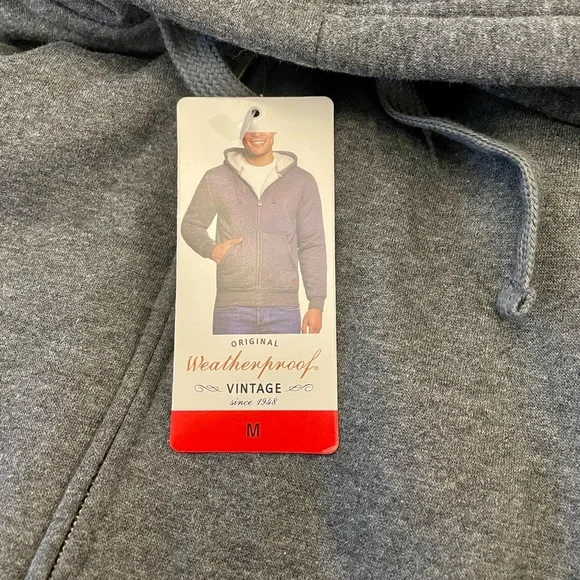 ORIGINAL
Weatherproof®
VINTAGE
since 1948
M